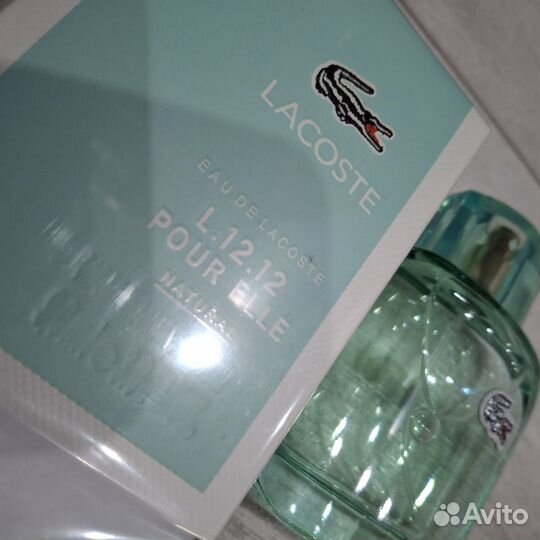 LACOSTE
EAU DE LACOSTE
L.12.12
POUR ELLE
NATURAL
Avito